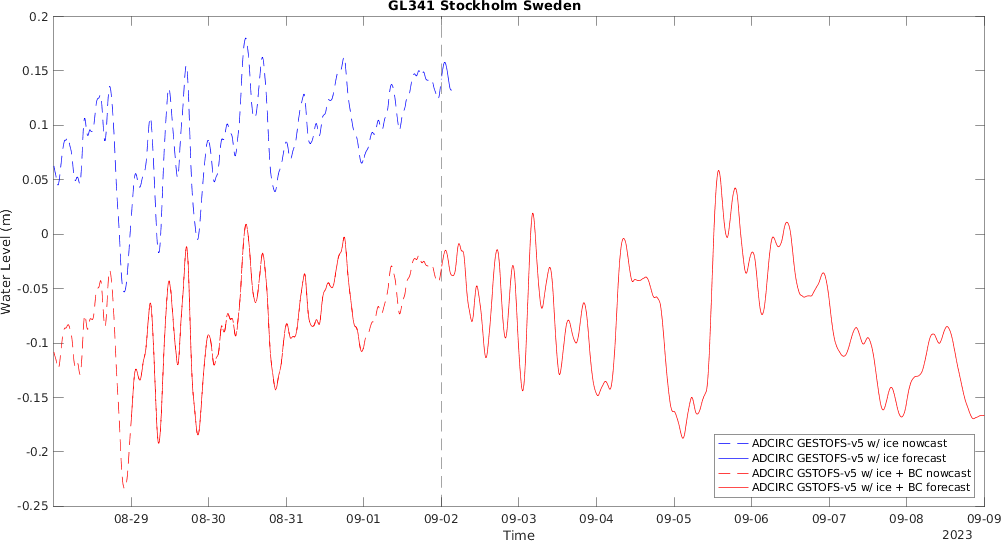 GL341 Stockholm Sweden
0.2
0.15
0.1
0.05
0
-0.05
-0.1
-0.15
-0.2
-0.25
Water Level (m)
ADCIRC GESTOFS-v5 w/ ice nowcast
ADCIRC GESTOFS-v5 w/ ice forecast
ADCIRC GSTOFS-v5 w/ ice + BC nowcast
ADCIRC GSTOFS-v5 w/ ice + BC forecast
08-29 08-30 08-31 09-01 09-02 09-03 09-04 09-05 09-06 09-07 09-08 09-09
Time
2023